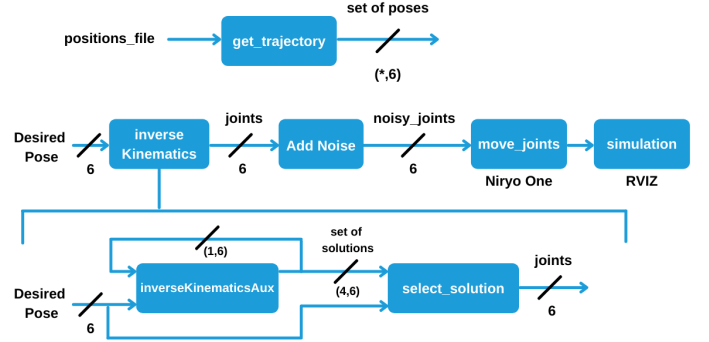 set of poses
positions_file
get_trajectory
(*,6)
Desired
Pose
6
inverse
Kinematics
joints
6
Add Noise
noisy_joints
6
move_joints
Niryo One
simulation
RVIZ
(1,6)
set of
solutions
(4,6)
Desired
Pose
6
inverseKinematicsAux
select_solution
joints
6